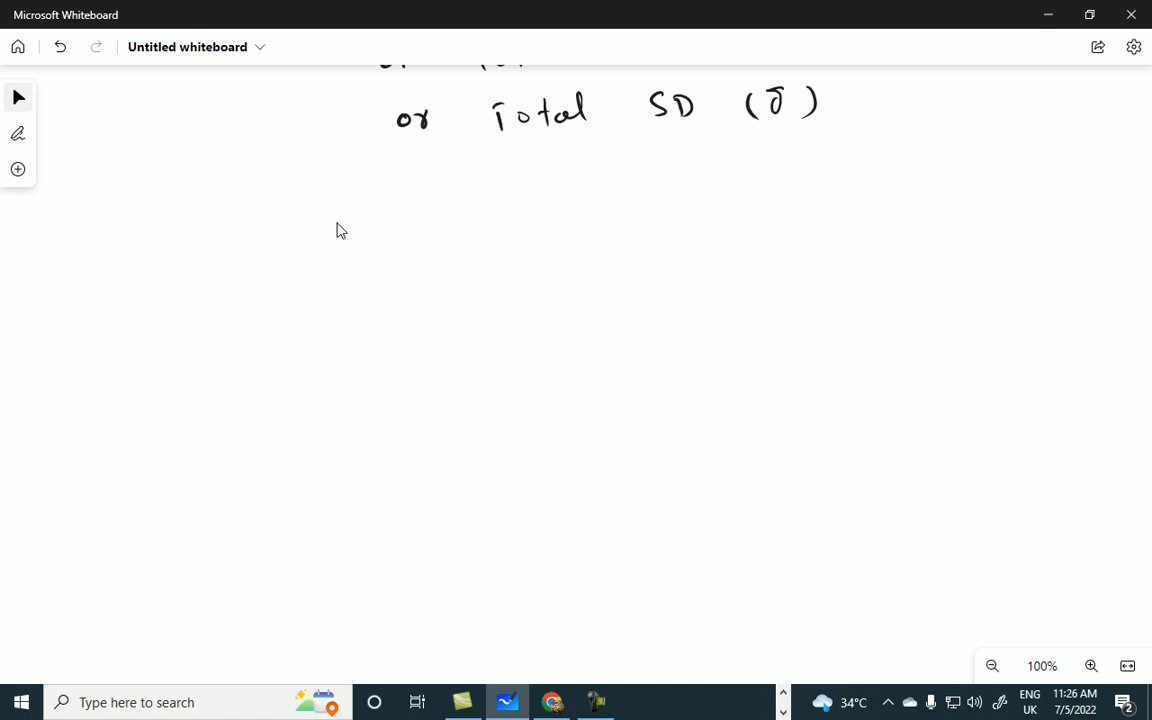 Microsoft Whiteboard
Untitled whiteboard
or Total SD (σ)
100%
Type here to search
34°C
ENG
UK
11:26 AM
7/5/2022
2